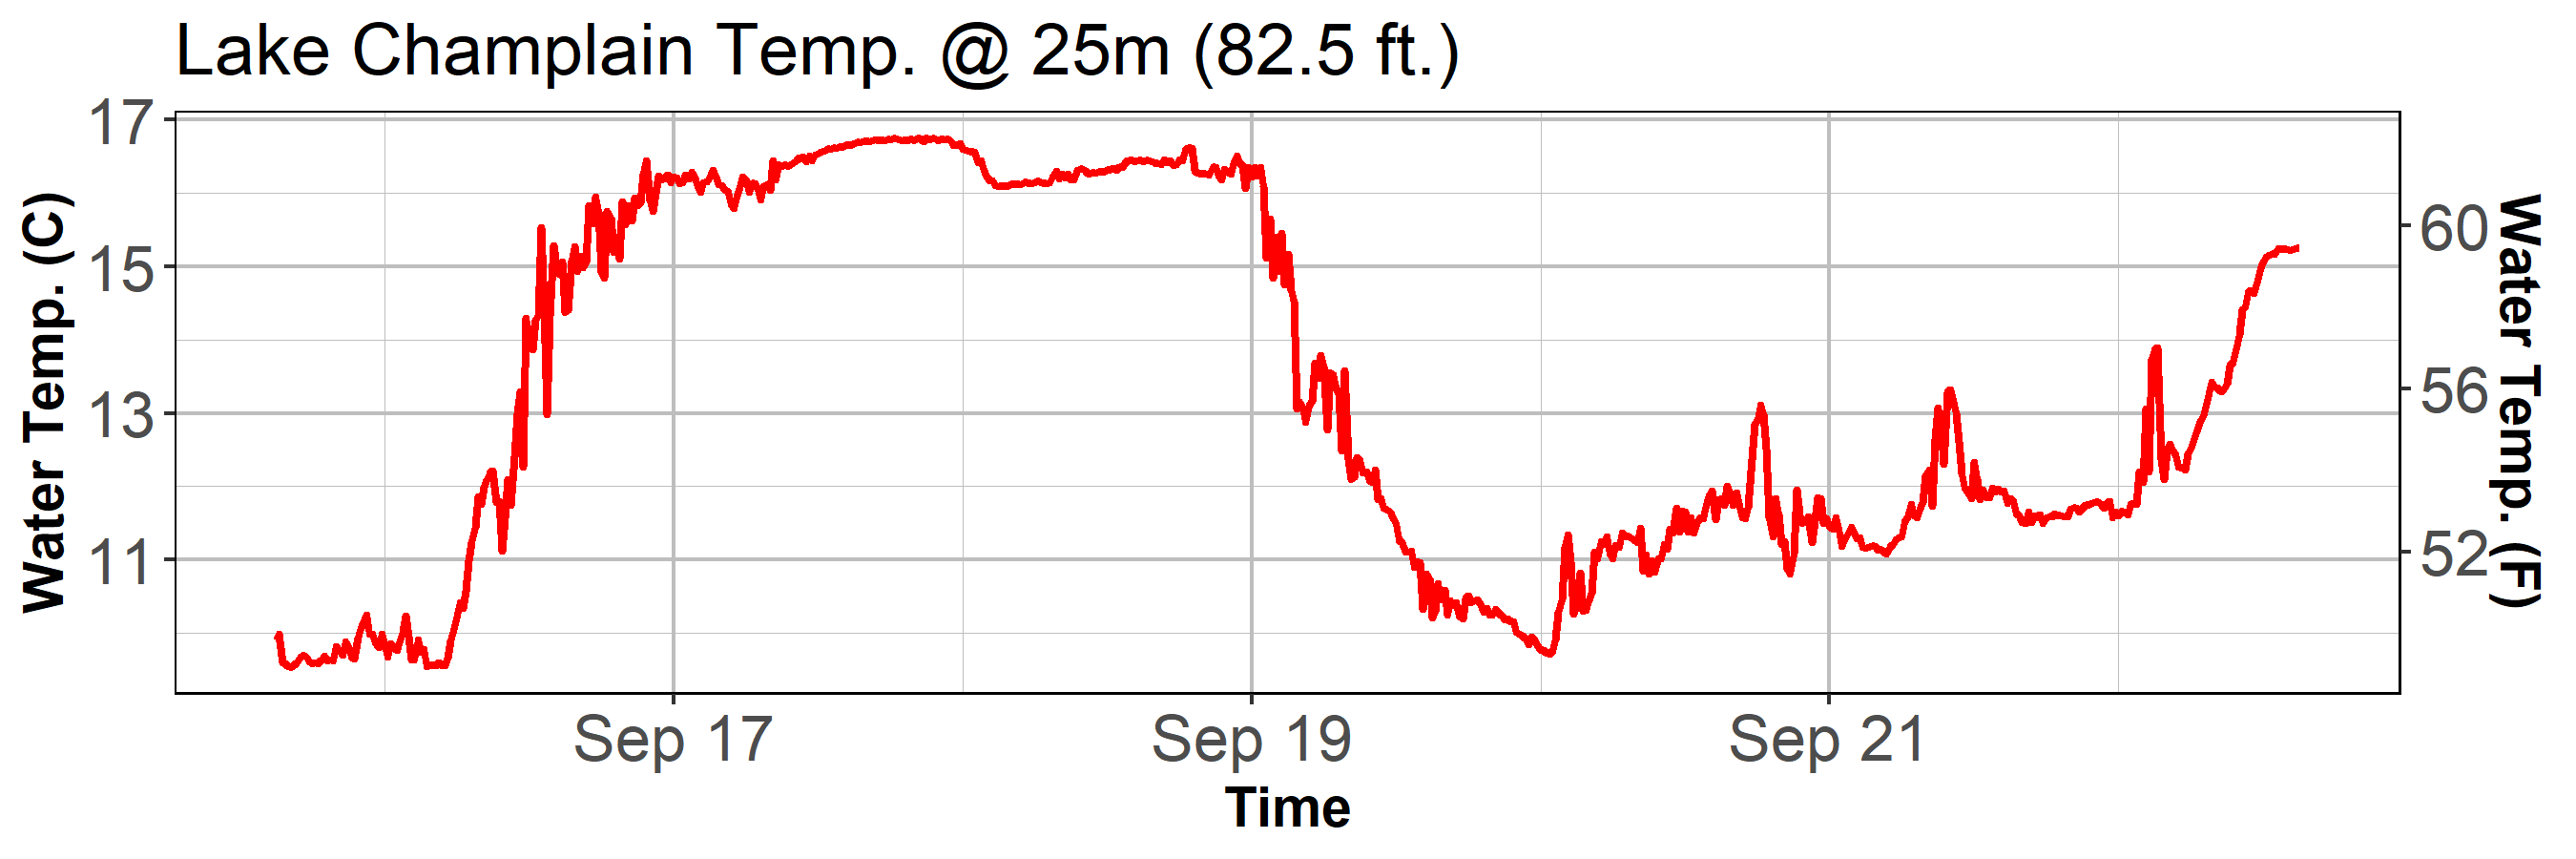 Lake Champlain Temp. @ 25m (82.5 ft.)
Water Temp. (C)
17
15
13
11
60
56
52
Water Temp. (F)
Sep 17
Sep 19
Sep 21
Time